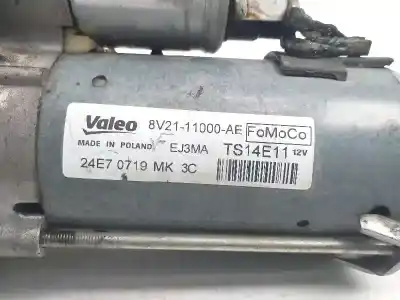 Valeo 8V21-11000-AE FoMoCo
MADE IN POLAND EJ3MA TS14E11 12V
24E7 0719 MK 3C